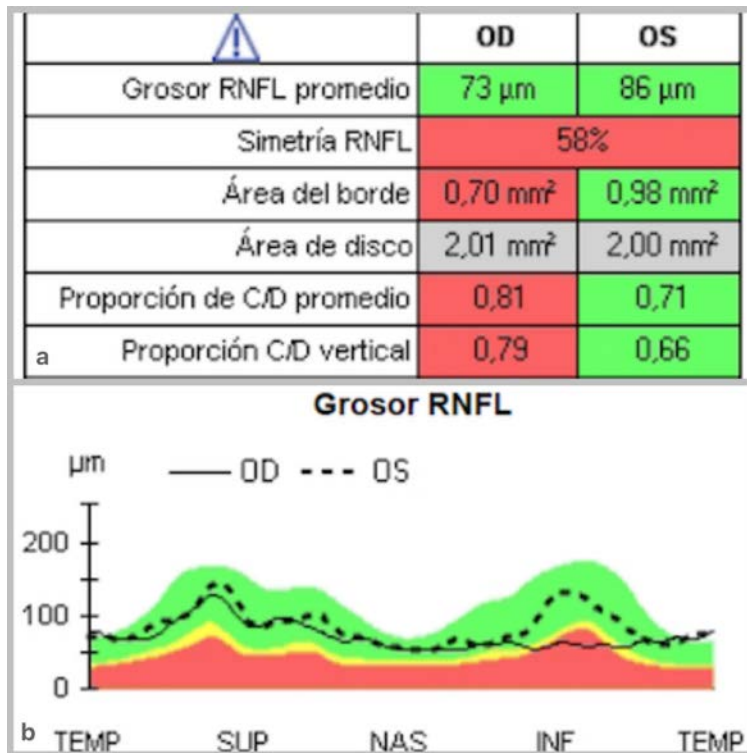 OD OS
Grosor RNFL promedio 73 µm 86 µm
Simetría RNFL 58%
Área del borde 0,70 mm² 0,98 mm²
Área de disco 2,01 mm² 2,00 mm²
Proporción de C/D promedio 0,81 0,71
a Proporción C/D vertical 0,79 0,66
Grosor RNFL
µm OD OS
200
100
0
b TEMP SUP NAS INF TEMP